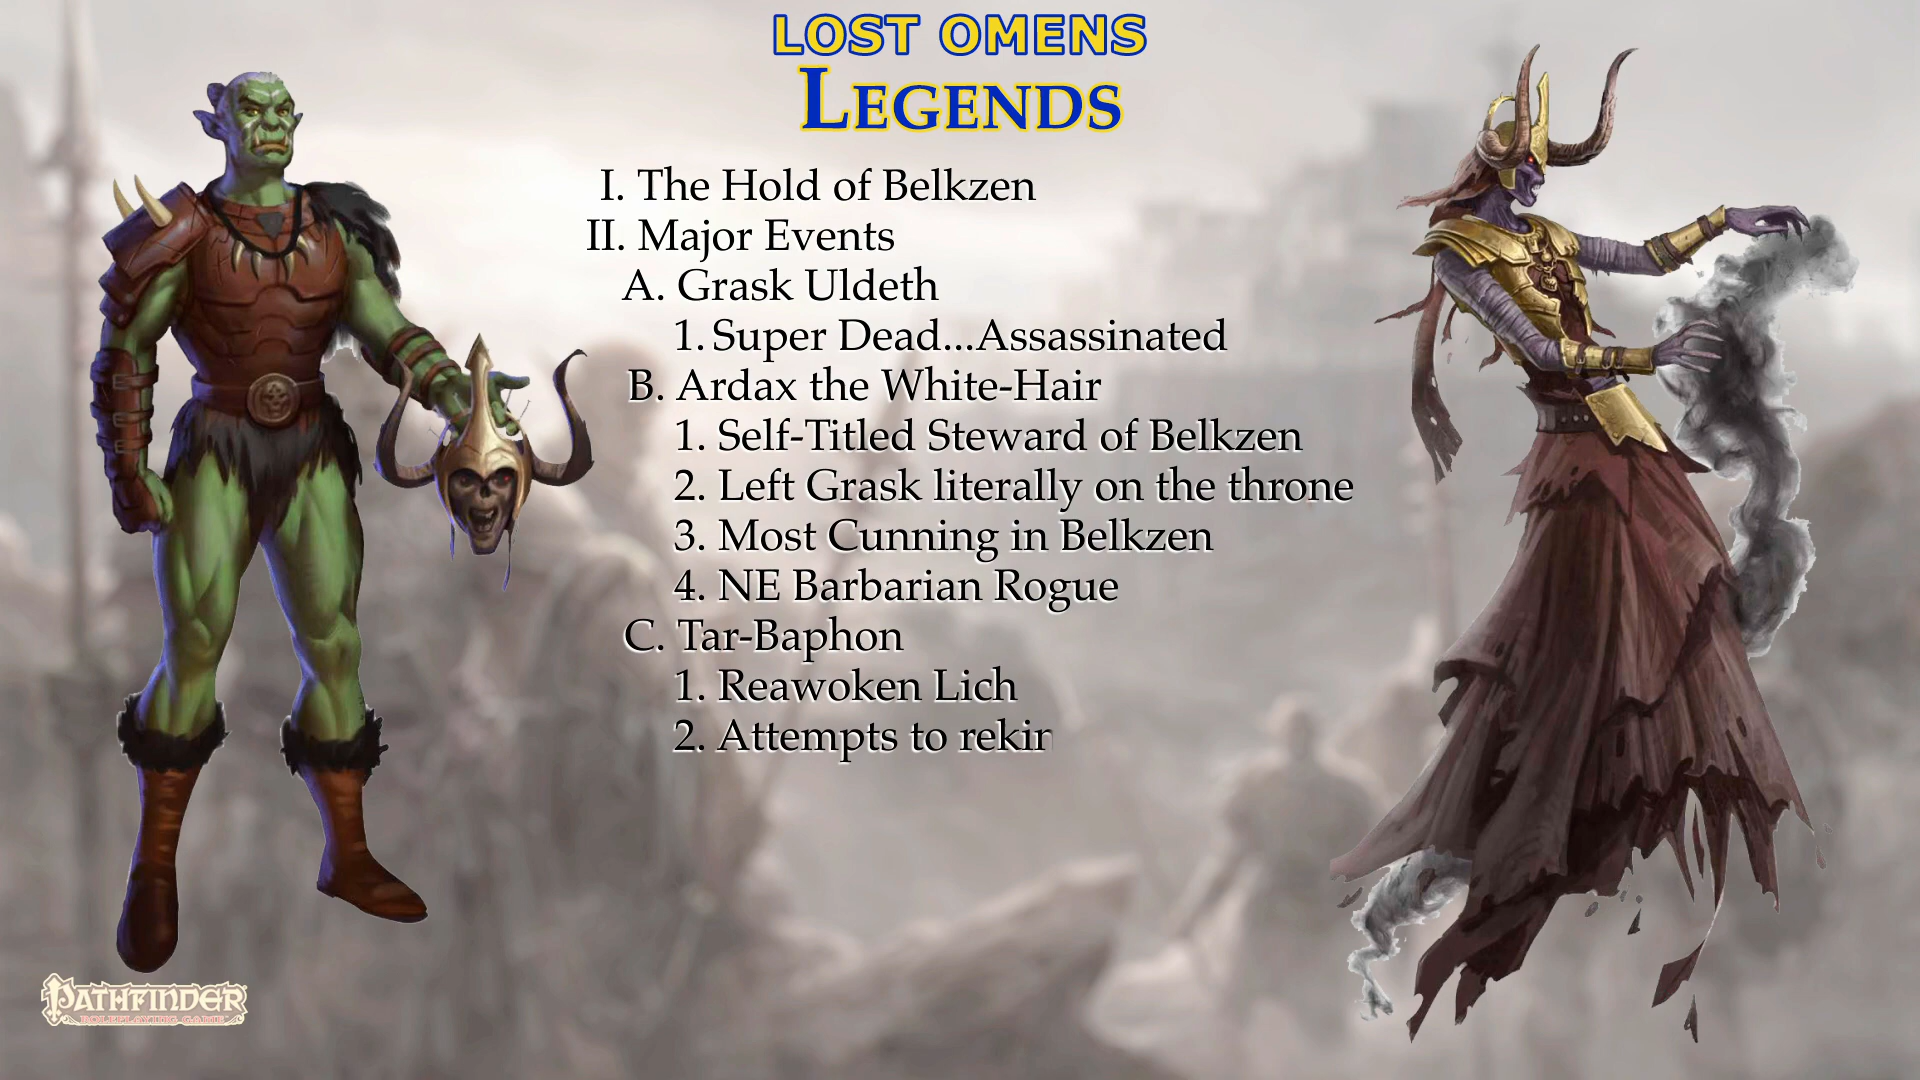 LOST OMENS
LEGENDS
I. The Hold of Belkzen
II. Major Events
A. Grask Uldeth
1. Super Dead...Assassinated
B. Ardax the White-Hair
1. Self-Titled Steward of Belkzen
2. Left Grask literally on the throne
3. Most Cunning in Belkzen
4. NE Barbarian Rogue
C. Tar-Baphon
1. Reawoken Lich
2. Attempts to
PATHFINDER
ROLEPLAYING GAME